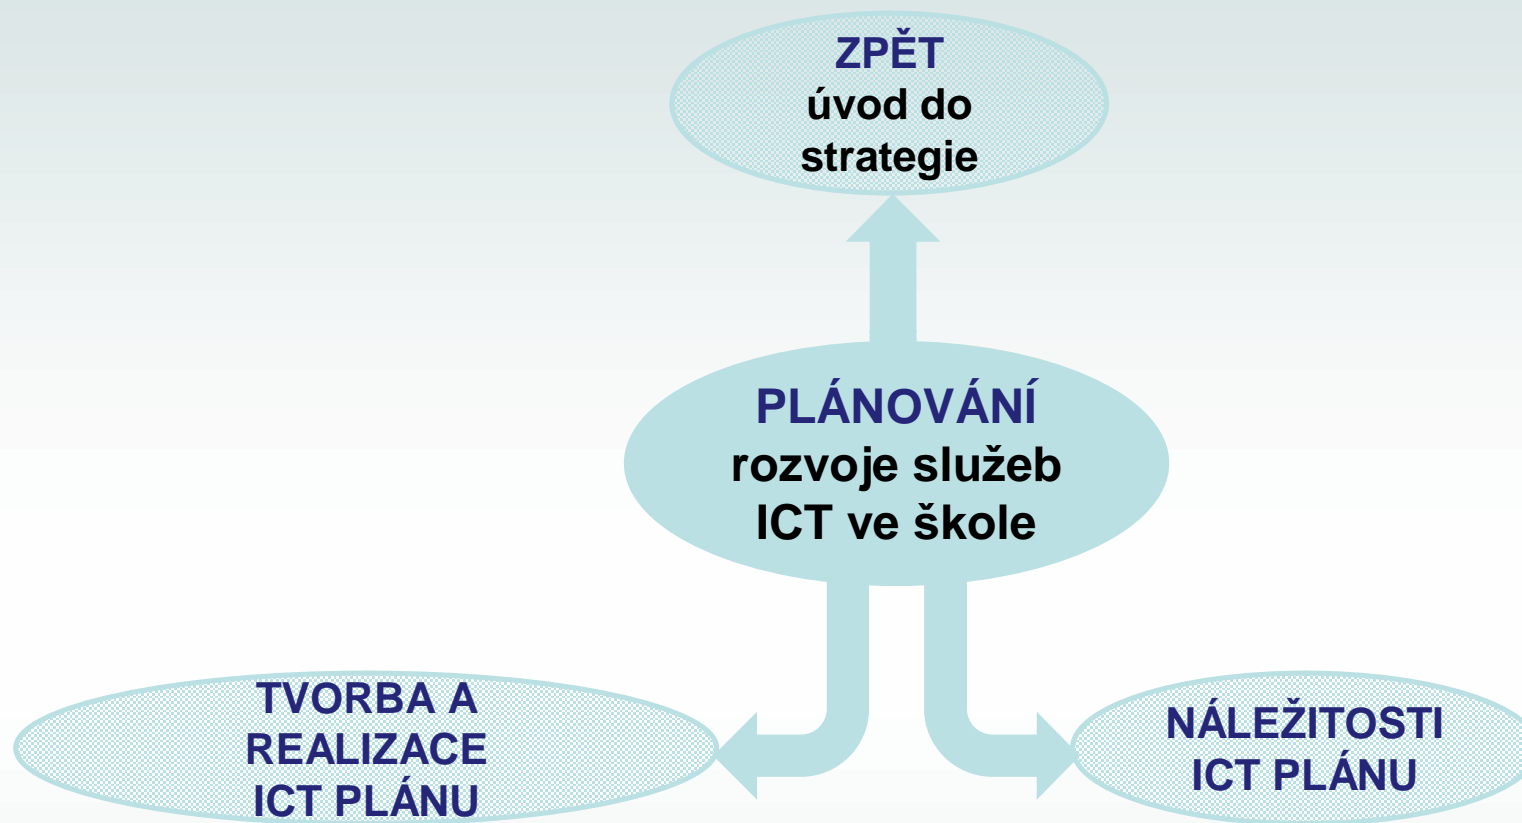 ZPĚT
úvod do
strategie
PLÁNOVÁNÍ
rozvoje služeb
ICT ve škole
TVORBA A
REALIZACE
ICT PLÁNU
NÁLEŽITOSTI
ICT PLÁNU